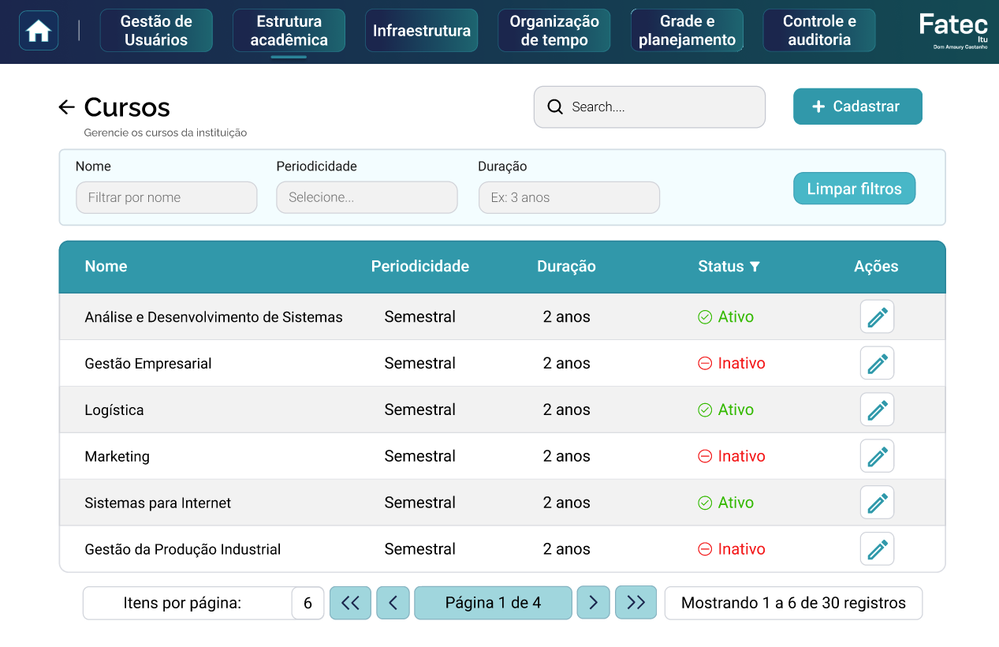 Gestão de
Usuários
Estrutura
acadêmica
Infraestrutura
Organização
de tempo
Grade e
planejamento
Controle e
auditoria
Fatec
Itu
Dom Amaury Castanho
Cursos
Gerencie os cursos da instituição
Search....
Cadastrar
Nome Periodicidade Duração
Filtrar por nome Selecione... Ex: 3 anos
Limpar filtros
Nome Periodicidade Duração Status Ações
Análise e Desenvolvimento de Sistemas Semestral 2 anos Ativo
Gestão Empresarial Semestral 2 anos Inativo
Logística Semestral 2 anos Ativo
Marketing Semestral 2 anos Inativo
Sistemas para Internet Semestral 2 anos Ativo
Gestão da Produção Industrial Semestral 2 anos Inativo
Itens por página: 6 << < Página 1 de 4 > >> Mostrando 1 a 6 de 30 registros